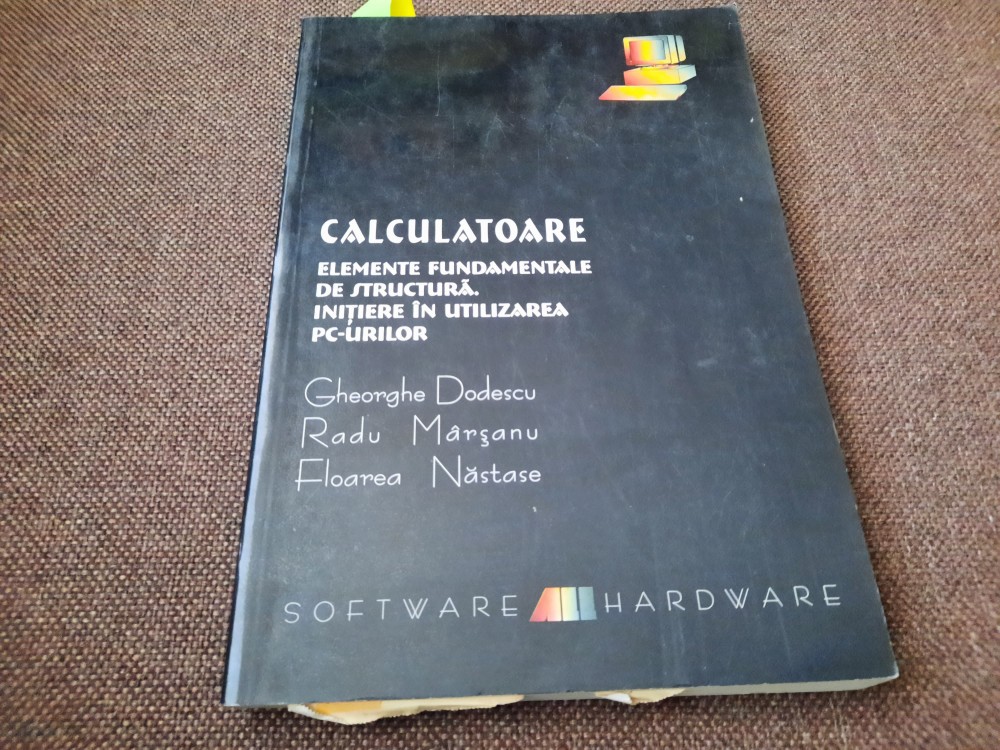 CALCULATOARE
ELEMENTE FUNDAMENTALE
DE STRUCTURĂ.
INIȚIERE ÎN UTILIZAREA
PC-URILOR
Gheorghe Dodescu
Radu Mârşanu
Floarea Năstase
SOFTWARE ALL HARDWARE